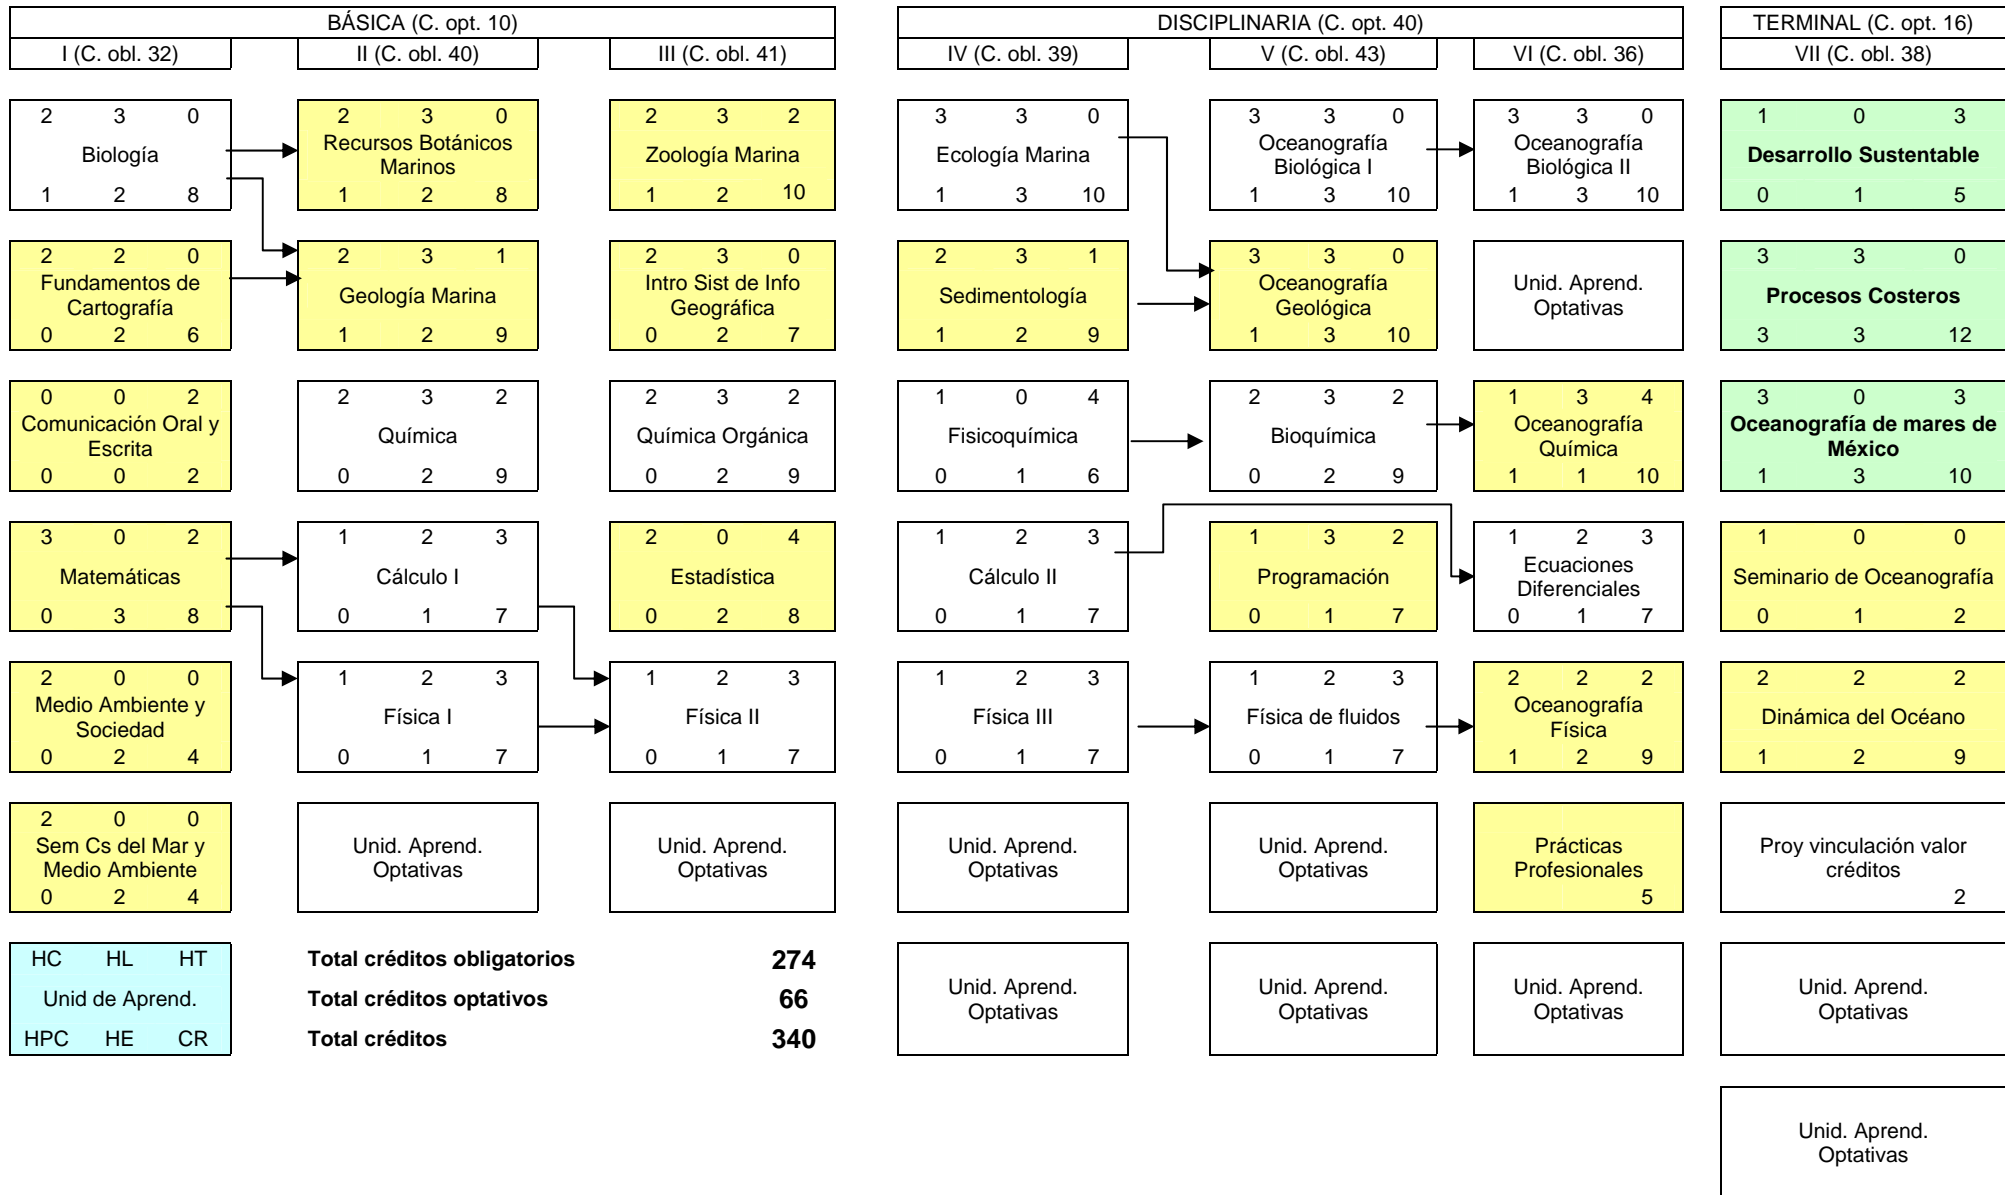 BÁSICA (C. opt. 10) DISCIPLINARIA (C. opt. 40) TERMINAL (C. opt. 16)
I (C. obl. 32) II (C. obl. 40) III (C. obl. 41) IV (C. obl. 39) V (C. obl. 43) VI (C. obl. 36) VII (C. obl. 38)
2 3 0 2 3 0 2 3 2 3 3 0 3 3 0 3 3 0 1 0 3
Biología Recursos Botánicos Marinos Zoología Marina Ecología Marina Oceanografía Biológica I Oceanografía Biológica II Desarrollo Sustentable
1 2 8 1 2 8 1 2 10 1 3 10 1 3 10 1 3 10 0 1 5
2 2 0 2 3 1 2 3 0 2 3 1 3 3 0 3 3 0
Fundamentos de Cartografía Geología Marina Intro Sist de Info Geográfica Sedimentología Oceanografía Geológica Unid. Aprend. Optativas Procesos Costeros
0 2 6 1 2 9 0 2 7 1 2 9 1 3 10 3 3 12
0 0 2 2 3 2 2 3 2 1 0 4 2 3 2 1 3 4 3 0 3
Comunicación Oral y Escrita Química Química Orgánica Fisicoquímica Bioquímica Oceanografía Química Oceanografía de mares de México
0 0 2 0 2 9 0 2 9 0 1 6 0 2 9 1 1 10 1 3 10
3 0 2 1 2 3 2 0 4 1 2 3 1 3 2 1 2 3 1 0 0
Matemáticas Cálculo I Estadística Cálculo II Programación Ecuaciones Diferenciales Seminario de Oceanografía
0 3 8 0 1 7 0 2 8 0 1 7 0 1 7 0 1 7 0 1 2
2 0 0 1 2 3 1 2 3 1 2 3 1 2 3 2 2 2 2 2 2
Medio Ambiente y Sociedad Física I Física II Física III Física de fluidos Oceanografía Física Dinámica del Océano
0 2 4 0 1 7 0 1 7 0 1 7 0 1 7 1 2 9 1 2 9
2 0 0
Sem Cs del Mar y Medio Ambiente Unid. Aprend. Optativas Unid. Aprend. Optativas Unid. Aprend. Optativas Unid. Aprend. Optativas Prácticas Profesionales Proy vinculación valor créditos
0 2 4 5 2
HC HL HT Total créditos obligatorios 274
Unid de Aprend. Total créditos optativos 66 Unid. Aprend. Optativas Unid. Aprend. Optativas Unid. Aprend. Optativas Unid. Aprend. Optativas
HPC HE CR Total créditos 340
Unid. Aprend.
Optativas